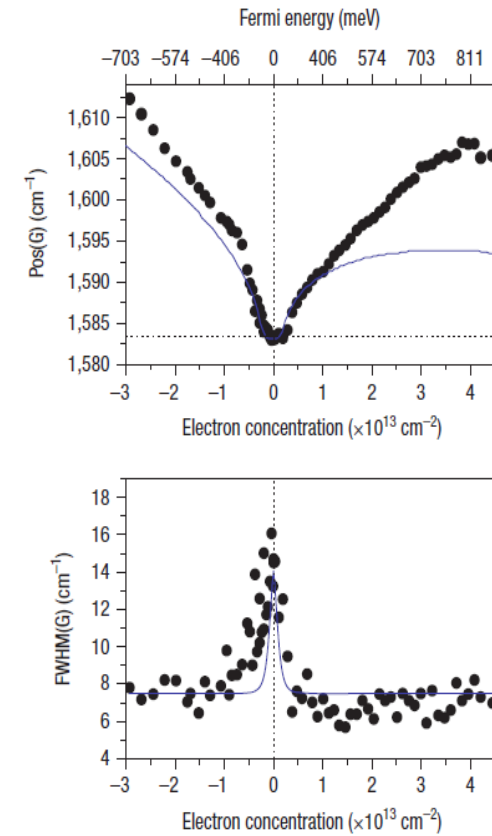 Fermi energy (meV)
−703 −574 −406 0 406 574 703 811
1,610
1,605
1,600
1,595
1,590
1,585
1,580
Pos(G) (cm⁻¹)
−3 −2 −1 0 1 2 3 4
Electron concentration (×10¹³ cm⁻²)
18
16
14
12
10
8
6
4
FWHM(G) (cm⁻¹)
−3 −2 −1 0 1 2 3 4
Electron concentration (×10¹³ cm⁻²)